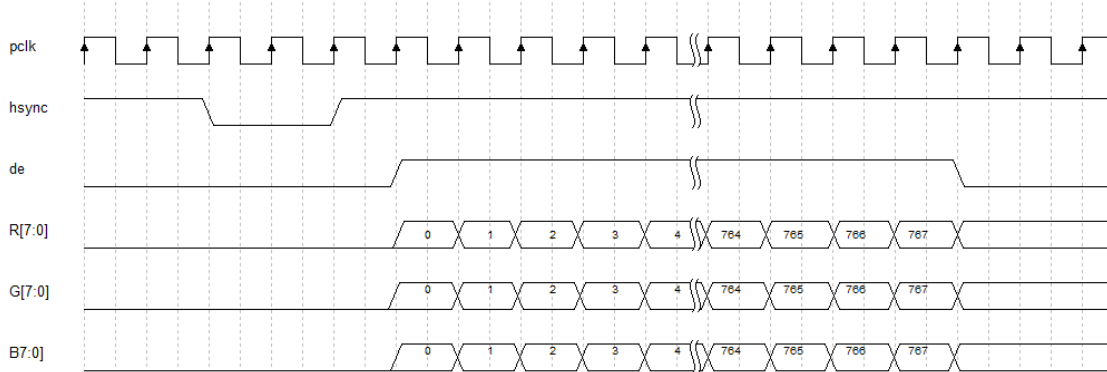 pclk
hsync
de
R[7:0] 0 1 2 3 4 764 765 766 767
G[7:0] 0 1 2 3 4 764 765 766 767
B7:0] 0 1 2 3 4 764 765 766 767